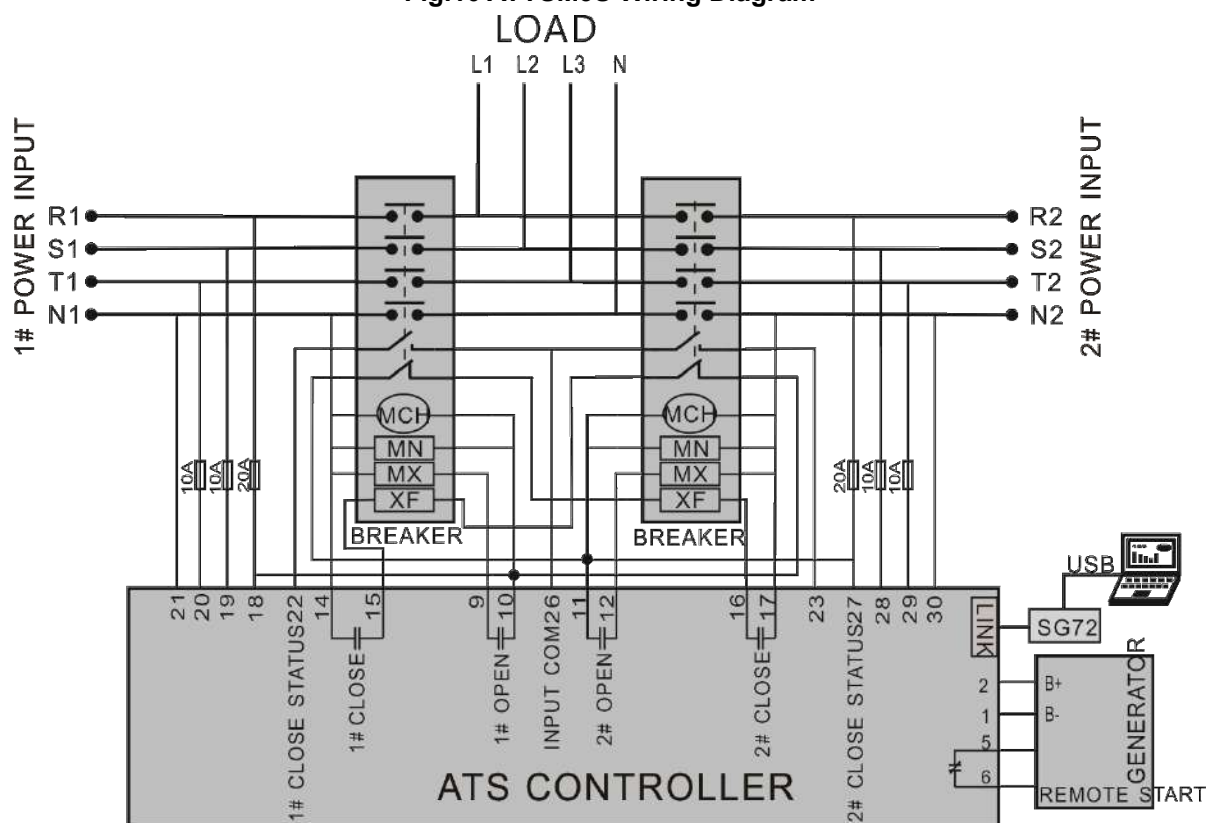 LOAD
L1 L2 L3 N
1# POWER INPUT
R1
S1
T1
N1
R2
S2
T2
N2
2# POWER INPUT
MCH
MN
MX
XF
BREAKER
MCH
MN
MX
XF
BREAKER
10A
10A
20A
20A
10A
10A
USB
21
20
19
18
22
14
15
9
10
26
11
12
16
17
23
27
28
29
30
1# CLOSE STATUS
1# CLOSE
1# OPEN
INPUT COM
2# OPEN
2# CLOSE
2# CLOSE STATUS
LINK
SG72
2
1
5
6
B+
B-
GENERATOR
REMOTE START
ATS CONTROLLER